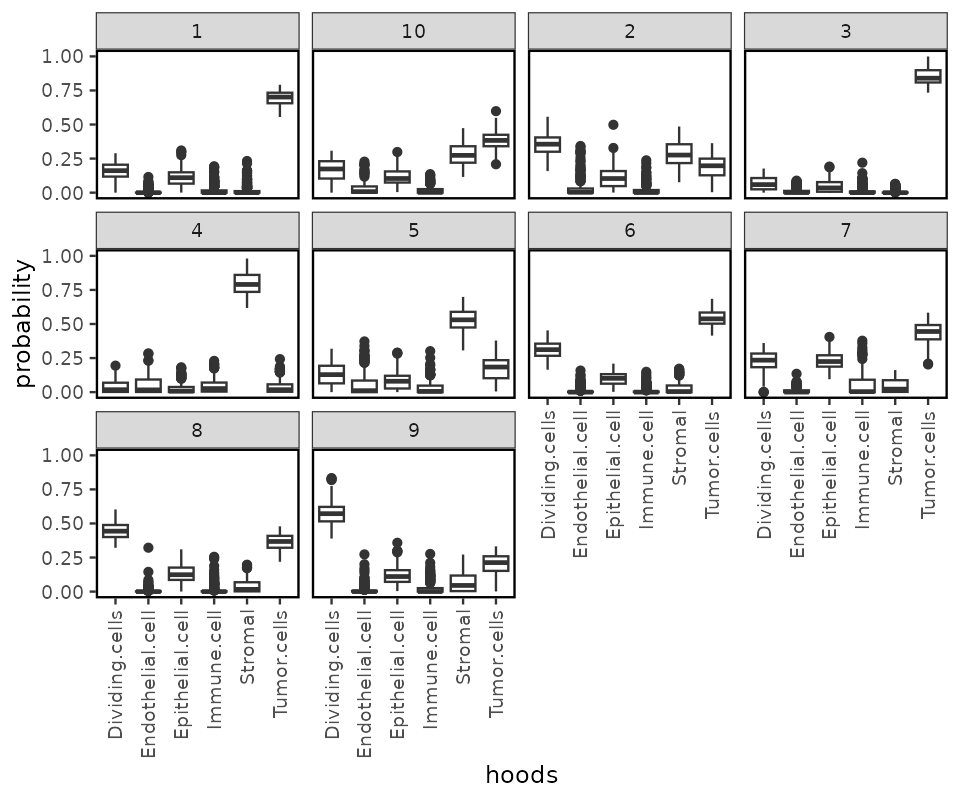 1 10 2 3
1.00
0.75
0.50
0.25
0.00
4 5 6 7
1.00
0.75
0.50
0.25
0.00
probability
8 9
1.00
0.75
0.50
0.25
0.00
Dividing.cells
Endothelial.cell
Epithelial.cell
Immune.cell
Stromal
Tumor.cells
Dividing.cells
Endothelial.cell
Epithelial.cell
Immune.cell
Stromal
Tumor.cells
Dividing.cells
Endothelial.cell
Epithelial.cell
Immune.cell
Stromal
Tumor.cells
Dividing.cells
Endothelial.cell
Epithelial.cell
Immune.cell
Stromal
Tumor.cells
hoods